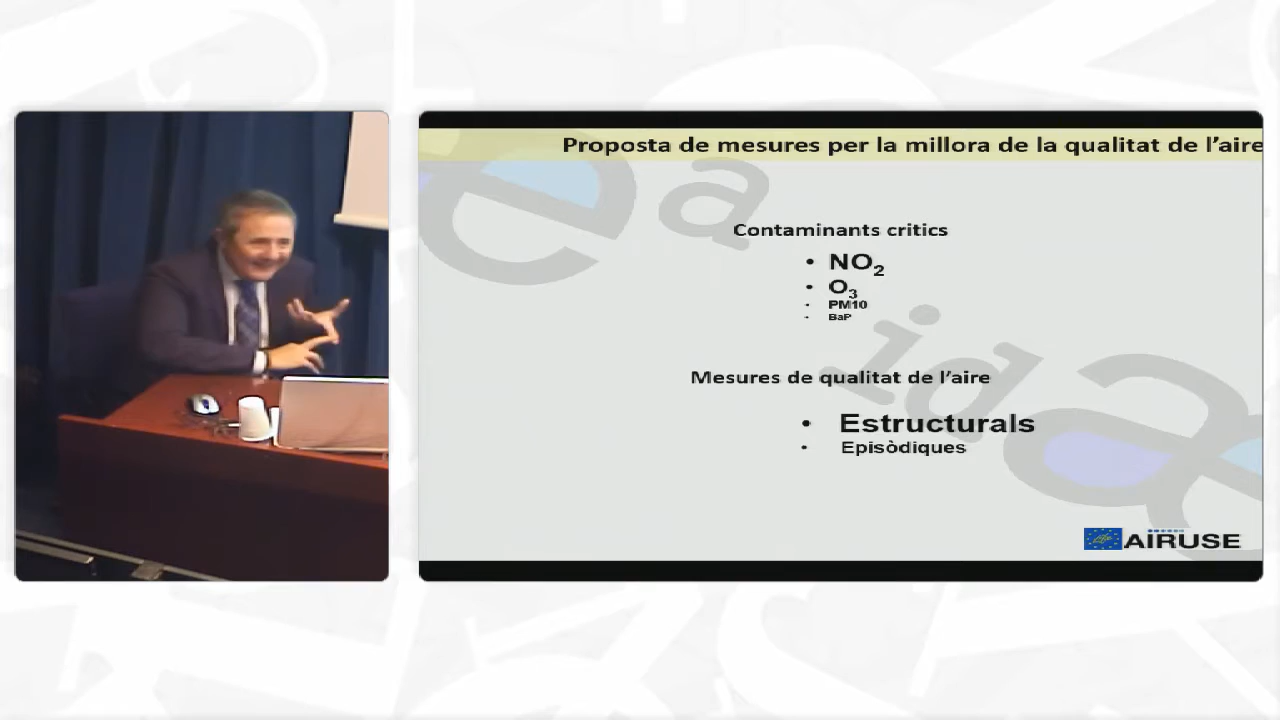 Proposta de mesures per la millora de la qualitat de l’aire
Contaminants critics
• NO₂
• O₃
• PM10
• BaP
Mesures de qualitat de l’aire
• Estructurals
• Episòdiques
AIRUSE